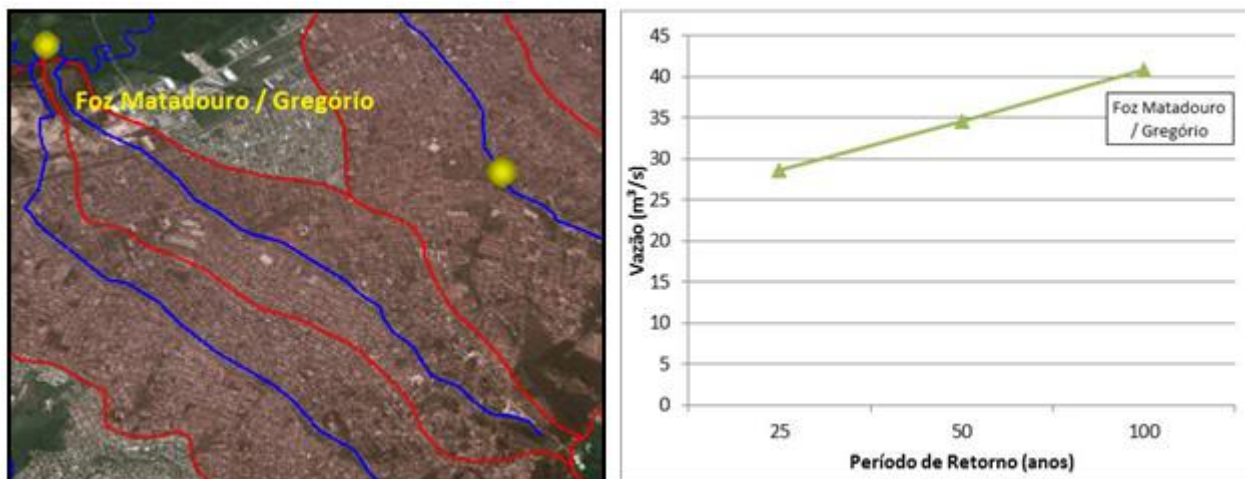 Foz Matadouro / Gregório
45
40
35
30
25
20
15
10
5
0
Vazão (m³/s)
25 50 100
Período de Retorno (anos)
Foz Matadouro
/ Gregório